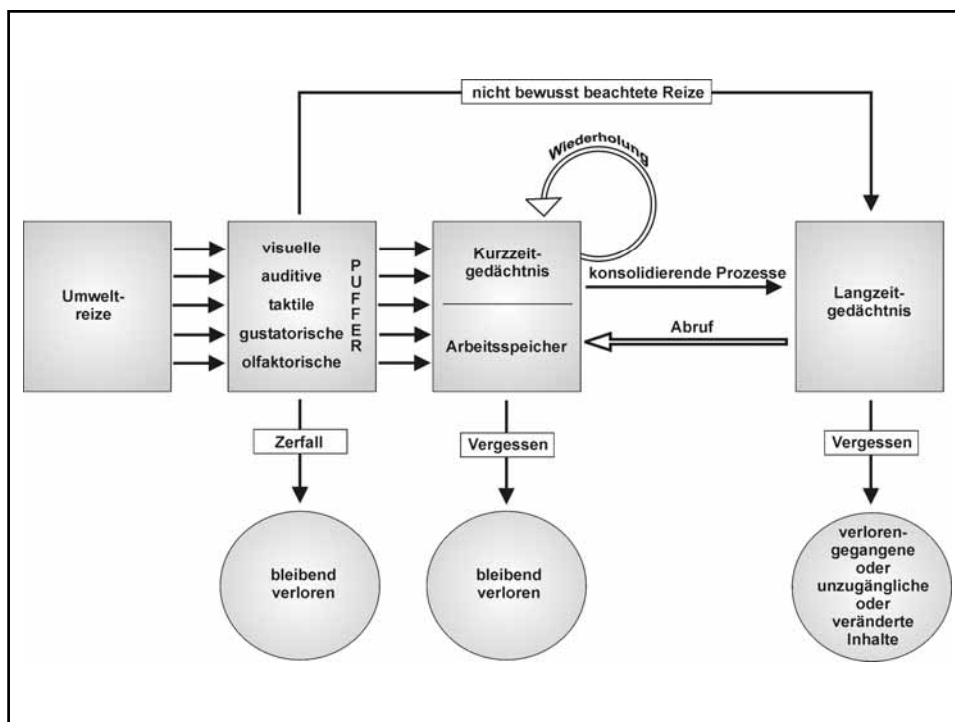 nicht bewusst beachtete Reize
Wiederholung
Umwelt-
reize
visuelle
auditive
taktile
gustatorische
olfaktorische
PUFFER
Kurzzeit-
gedächtnis
Arbeitsspeicher
konsolidierende Prozesse
Abruf
Langzeit-
gedächtnis
Zerfall
Vergessen
Vergessen
bleibend
verloren
bleibend
verloren
verloren-
gegangene
oder
unzugängliche
oder
veränderte
Inhalte